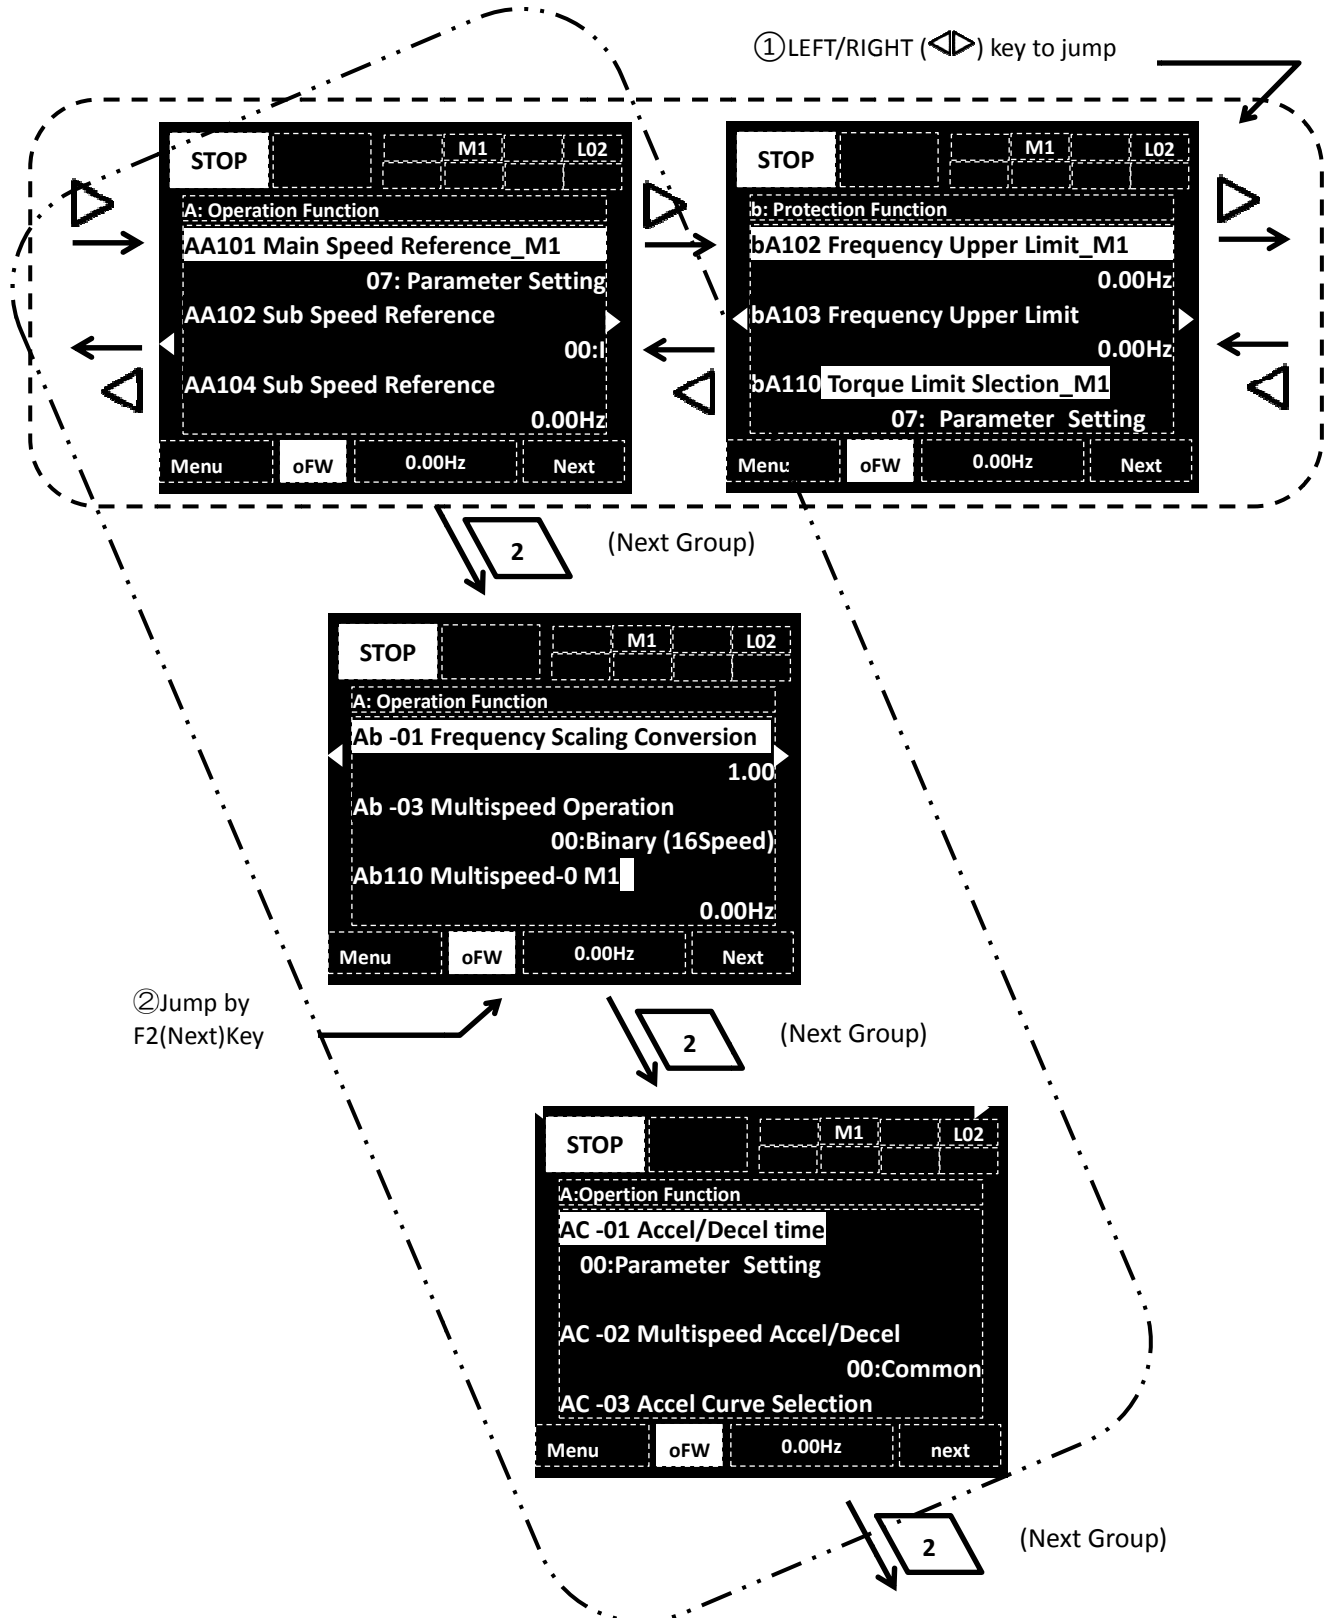 ①LEFT/RIGHT (◁▷) key to jump
STOP M1 L02
A: Operation Function
AA101 Main Speed Reference_M1
07: Parameter Setting
AA102 Sub Speed Reference
00:I
AA104 Sub Speed Reference
0.00Hz
Menu oFW 0.00Hz Next
STOP M1 L02
b: Protection Function
bA102 Frequency Upper Limit_M1
0.00Hz
bA103 Frequency Upper Limit
0.00Hz
bA110 Torque Limit Slection_M1
07: Parameter Setting
Menu oFW 0.00Hz Next
2 (Next Group)
STOP M1 L02
A: Operation Function
Ab -01 Frequency Scaling Conversion
1.00
Ab -03 Multispeed Operation
00:Binary (16Speed)
Ab110 Multispeed-0 M1
0.00Hz
Menu oFW 0.00Hz Next
②Jump by
F2(Next)Key
2 (Next Group)
STOP M1 L02
A:Opertion Function
AC -01 Accel/Decel time
00:Parameter Setting
AC -02 Multispeed Accel/Decel
00:Common
AC -03 Accel Curve Selection
Menu oFW 0.00Hz next
2 (Next Group)